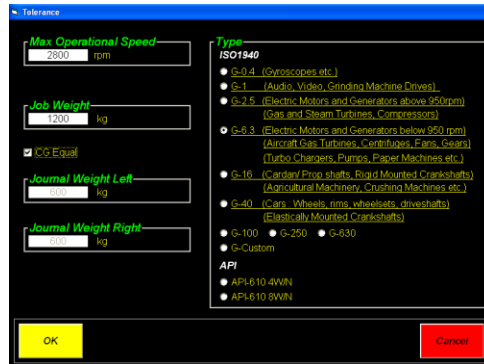 Tolerance
Max Operational Speed
2800 rpm
Job Weight
1200 kg
CG Equal
Journal Weight Left
600 kg
Journal Weight Right
600 kg
Type
ISO1940
G-0.4 (Gyroscopes etc.)
G-1 (Audio, Video, Grinding Machine Drives)
G-2.5 (Electric Motors and Generators above 950rpm)
(Gas and Steam Turbines, Compressors)
G-6.3 (Electric Motors and Generators below 950 rpm)
(Aircraft Gas Turbines, Centrifuges, Fans, Gears)
(Turbo Chargers, Pumps, Paper Machines etc.)
G-16 (Cardan/ Prop shafts, Rigid Mounted Crankshafts)
(Agricultural Machinery, Crushing Machines etc.)
G-40 (Cars : Wheels, rims, wheelsets, driveshafts)
(Elastically Mounted Crankshafts)
G-100 G-250 G-630
G-Custom
API
API-610 4W/N
API-610 8W/N
OK
Cancel